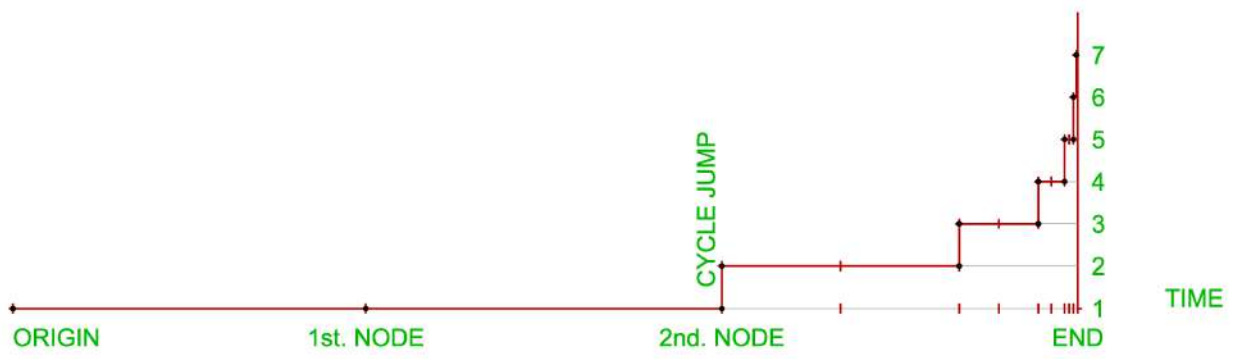 7
6
5
CYCLE JUMP
4
3
2
1
TIME
ORIGIN
1st. NODE
2nd. NODE
END